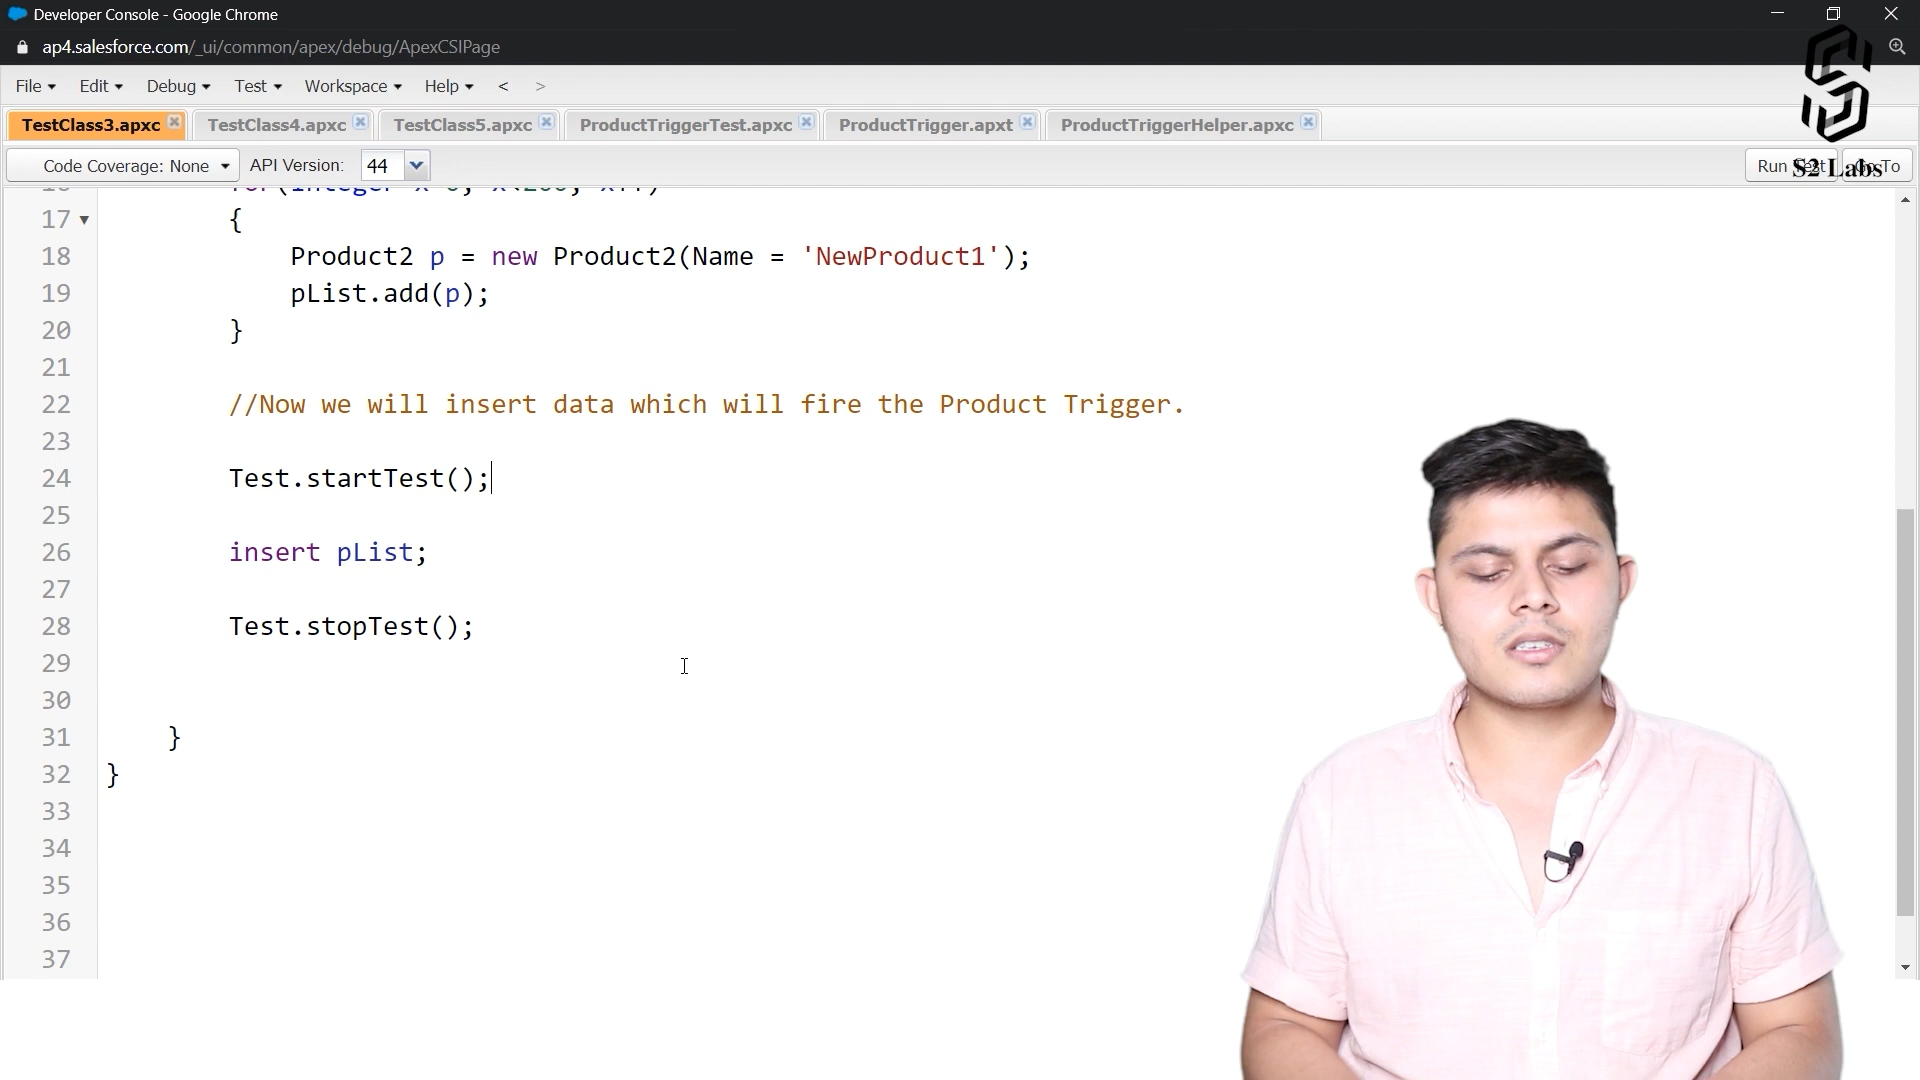 Developer Console - Google Chrome
ap4.salesforce.com/_ui/common/apex/debug/ApexCSIPage
File Edit Debug Test Workspace Help < >
TestClass3.apxc TestClass4.apxc TestClass5.apxc ProductTriggerTest.apxc ProductTrigger.apxt ProductTriggerHelper.apxc
Code Coverage: None API Version: 44 Run Test Go To
S2 Labs
17 {
18 Product2 p = new Product2(Name = 'NewProduct1');
19 pList.add(p);
20 }
21
22 //Now we will insert data which will fire the Product Trigger.
23
24 Test.startTest();
25
26 insert pList;
27
28 Test.stopTest();
29
30
31 }
32 }
33
34
35
36
37